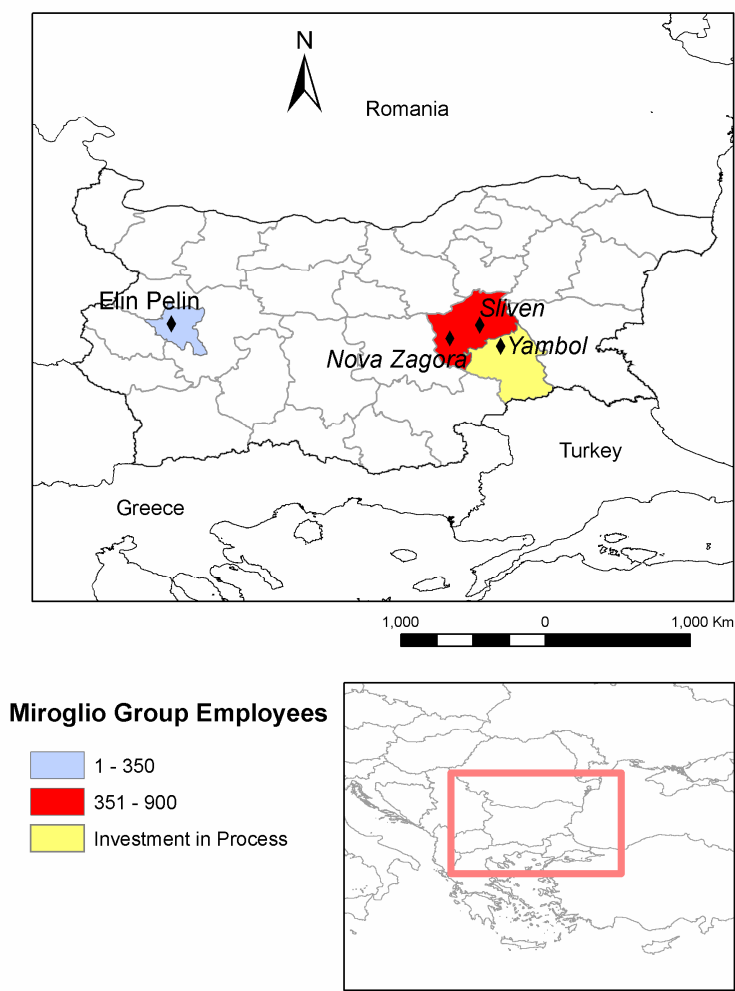 N
Romania
Elin Pelin
Sliven
Nova Zagora
Yambol
Turkey
Greece
1,000 0 1,000 Km
Miroglio Group Employees
1 - 350
351 - 900
Investment in Process